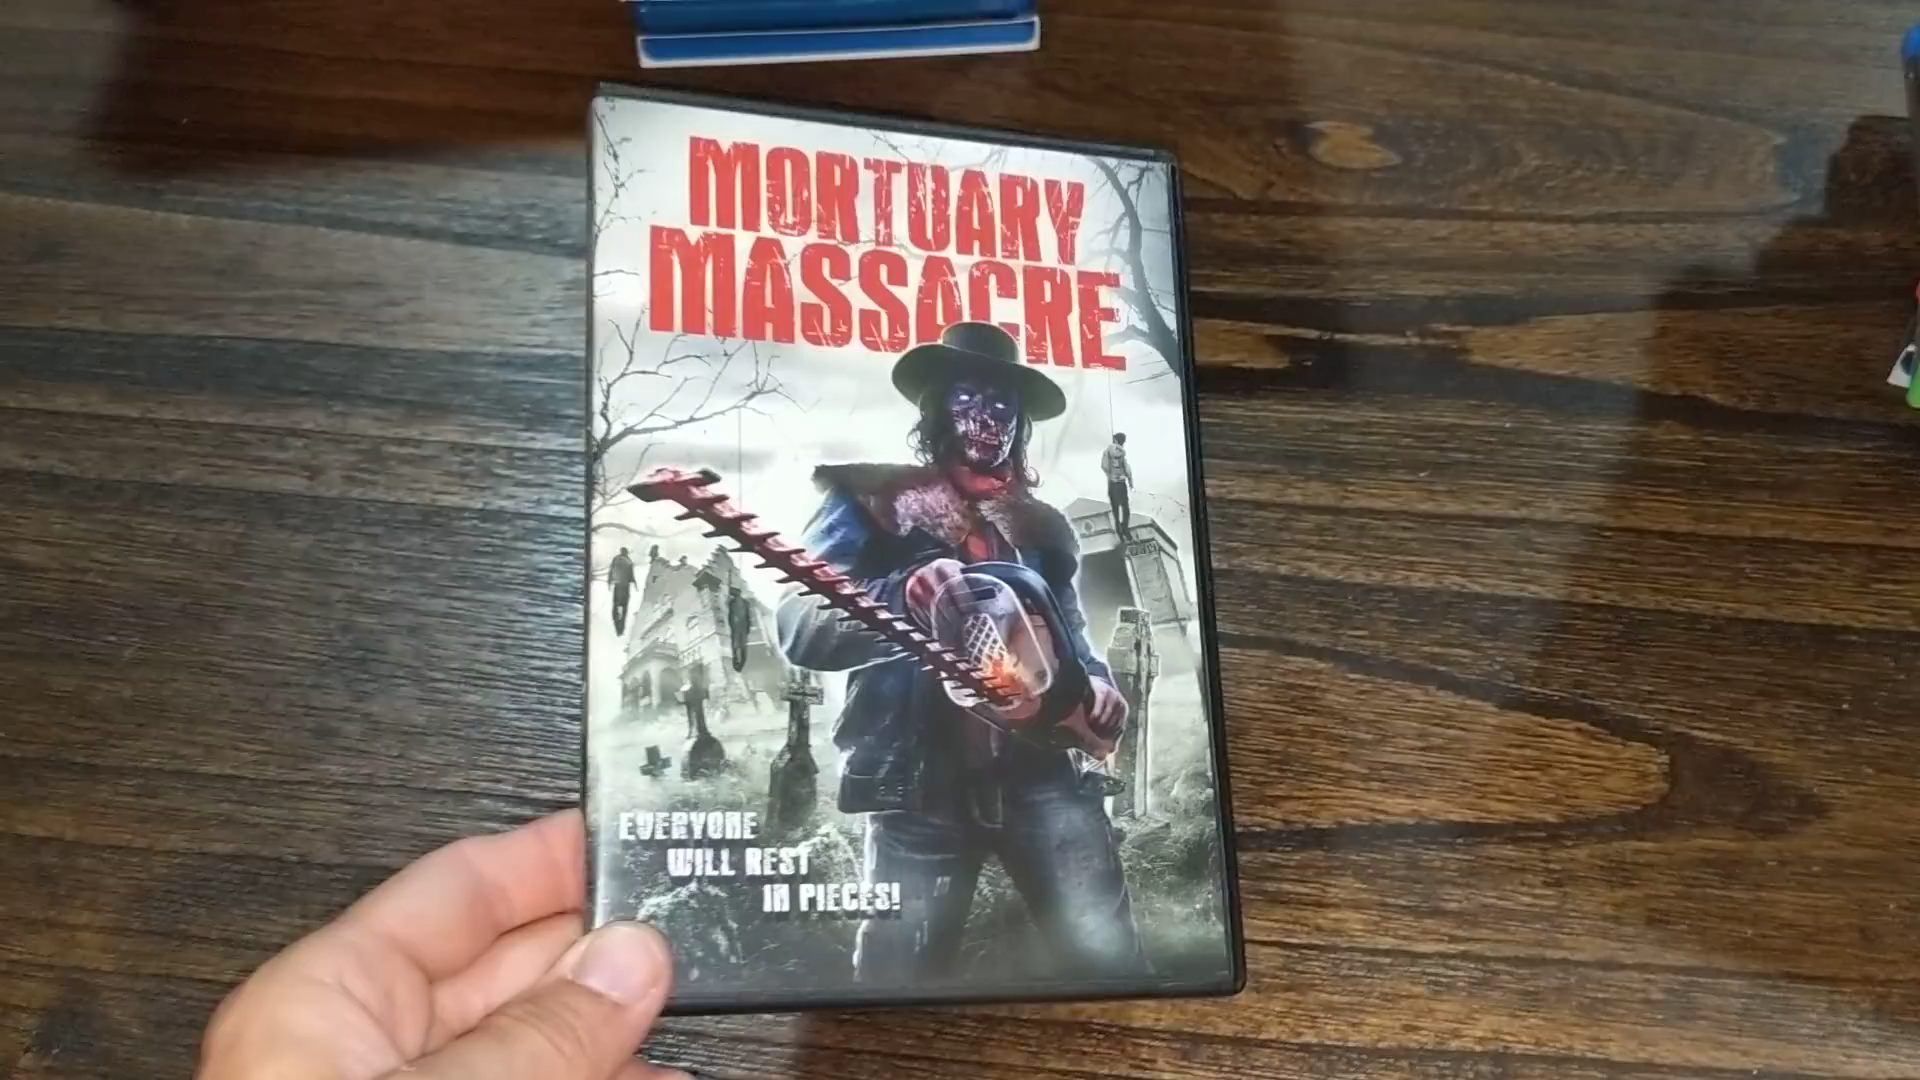 MORTUARY
MASSACRE
EVERYONE
WILL REST
IN PIECES!